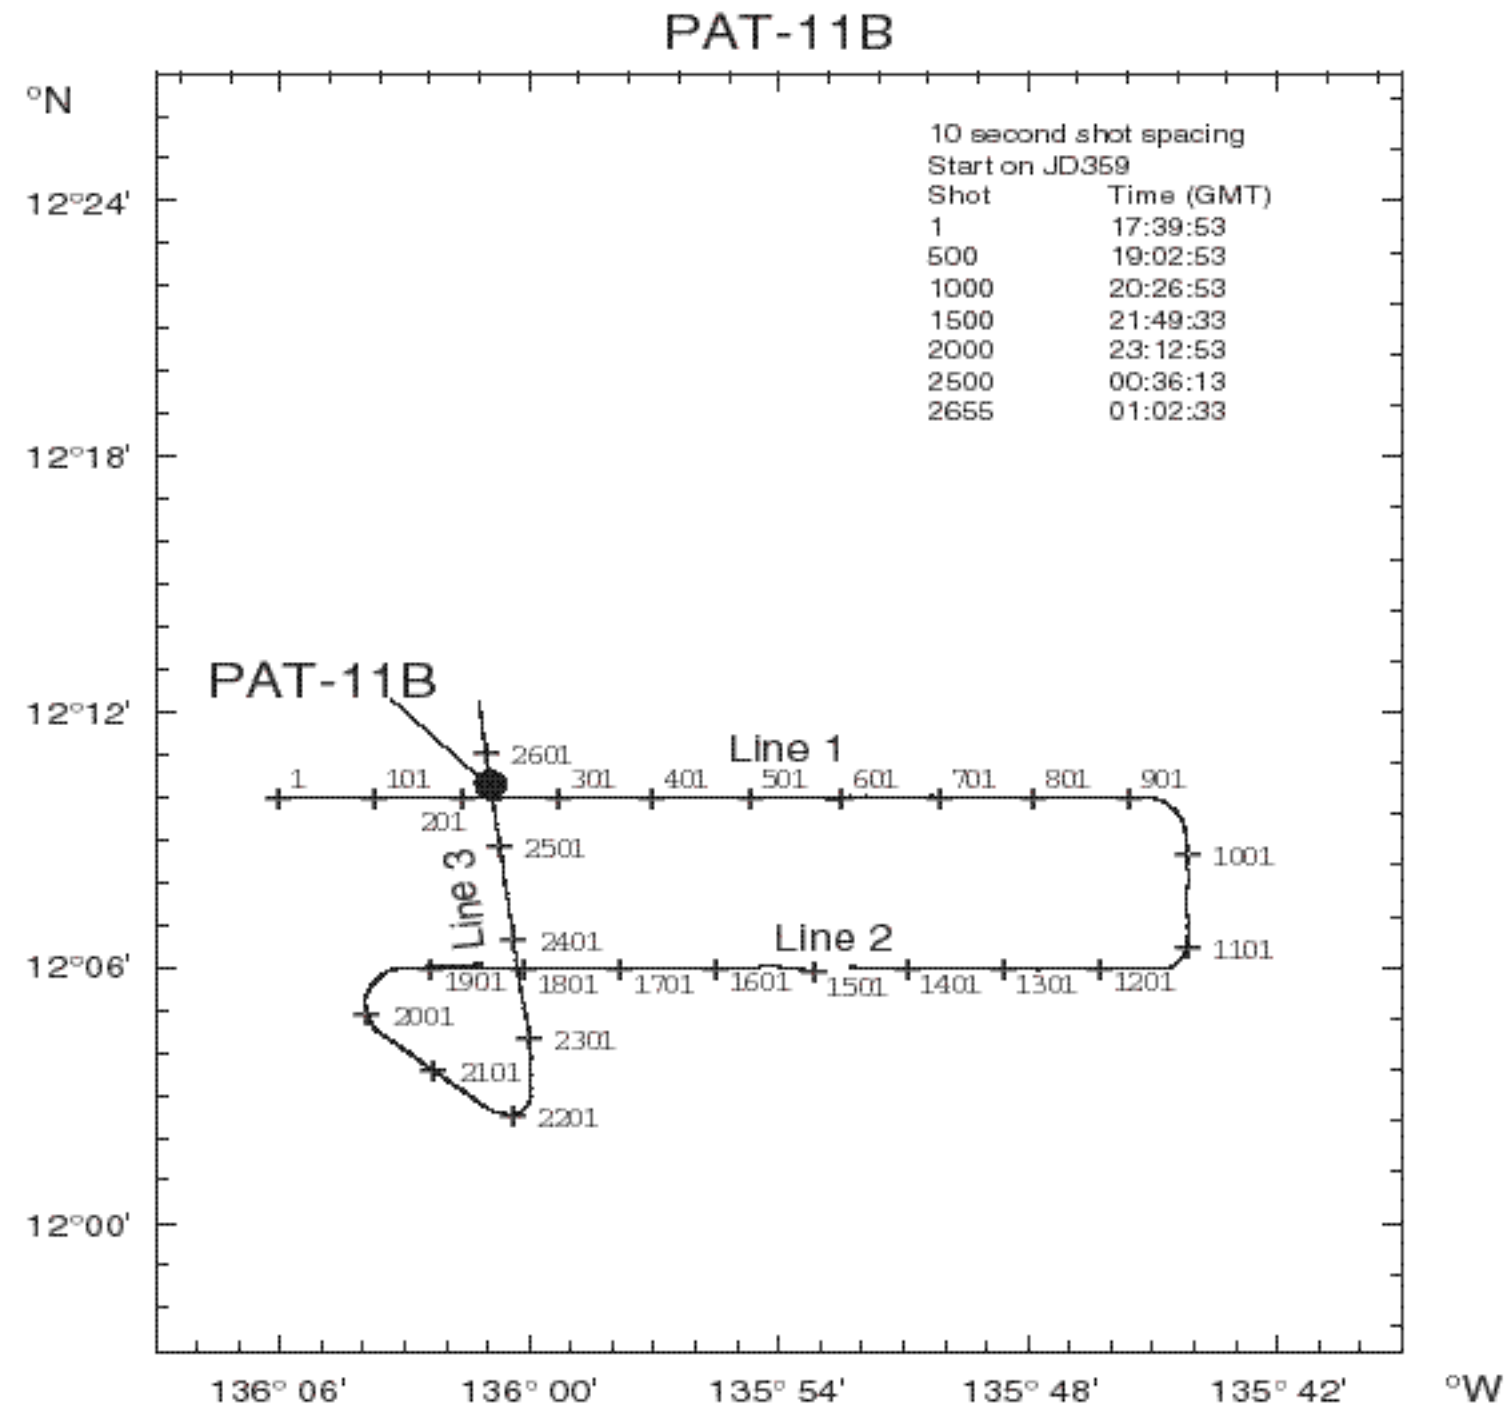 PAT-11B
°N
10 second shot spacing
Start on JD359
Shot Time (GMT)
1 17:39:53
500 19:02:53
1000 20:26:53
1500 21:49:33
2000 23:12:53
2500 00:36:13
2655 01:02:33
12°24'
12°18'
12°12'
12°06'
12°00'
PAT-11B
2601
Line 1
1 101 301 401 501 601 701 801 901
201
Line 3
2501
1001
2401
Line 2
1101
1901 1801 1701 1601 1501 1401 1301 1201
2001
2301
2101
2201
136°06' 136°00' 135°54' 135°48' 135°42' °W